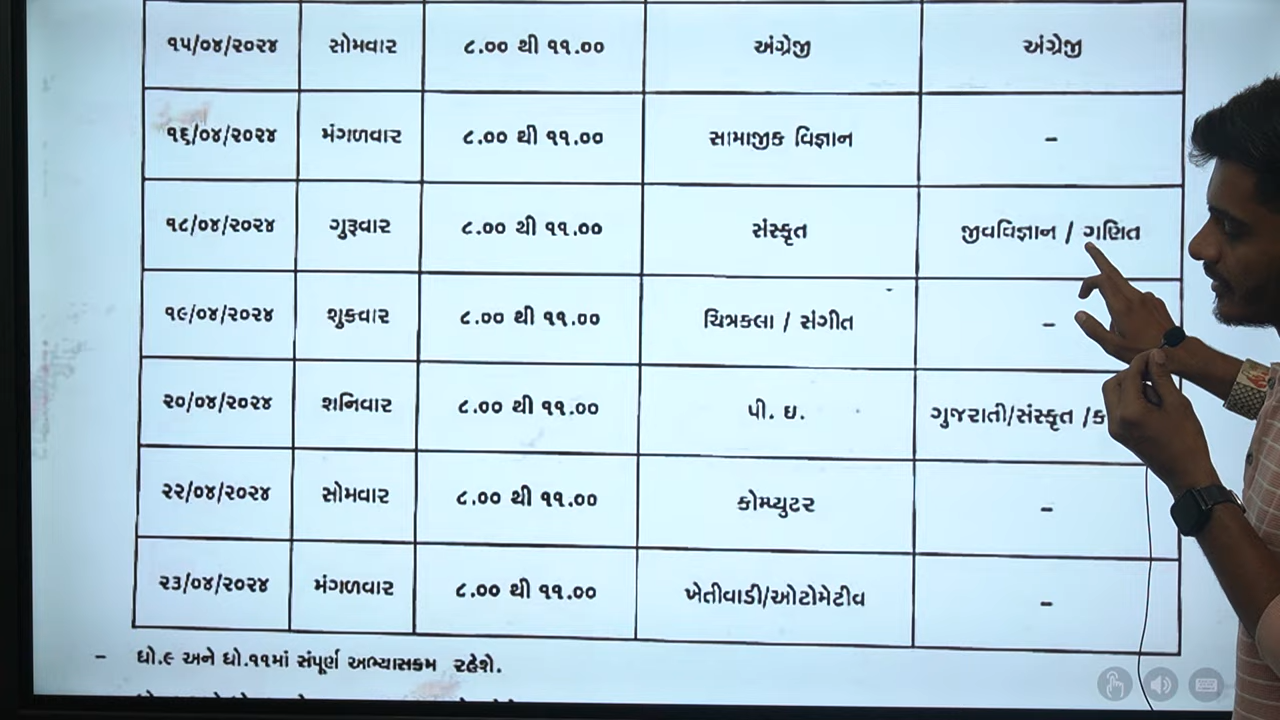 ૧૫/૦૪/૨૦૨૪ સોમવાર ૮.૦૦ થી ૧૧.૦૦ અંગ્રેજી અંગ્રેજી
૧૬/૦૪/૨૦૨૪ મંગળવાર ૮.૦૦ થી ૧૧.૦૦ સામાજીક વિજ્ઞાન -
૧૮/૦૪/૨૦૨૪ ગુરૂવાર ૮.૦૦ થી ૧૧.૦૦ સંસ્કૃત જીવવિજ્ઞાન / ગણિત
૧૯/૦૪/૨૦૨૪ શુક્રવાર ૮.૦૦ થી ૧૧.૦૦ ચિત્રકલા / સંગીત -
૨૦/૦૪/૨૦૨૪ શનિવાર ૮.૦૦ થી ૧૧.૦૦ પી. ઇ. ગુજરાતી/સંસ્કૃત /
૨૨/૦૪/૨૦૨૪ સોમવાર ૮.૦૦ થી ૧૧.૦૦ કોમ્પ્યુટર -
૨૩/૦૪/૨૦૨૪ મંગળવાર ૮.૦૦ થી ૧૧.૦૦ ખેતીવાડી/ઓટોમેટીવ -
- ધો.૯ અને ધો.૧૧માં સંપૂર્ણ અભ્યાસક્રમ રહેશે.